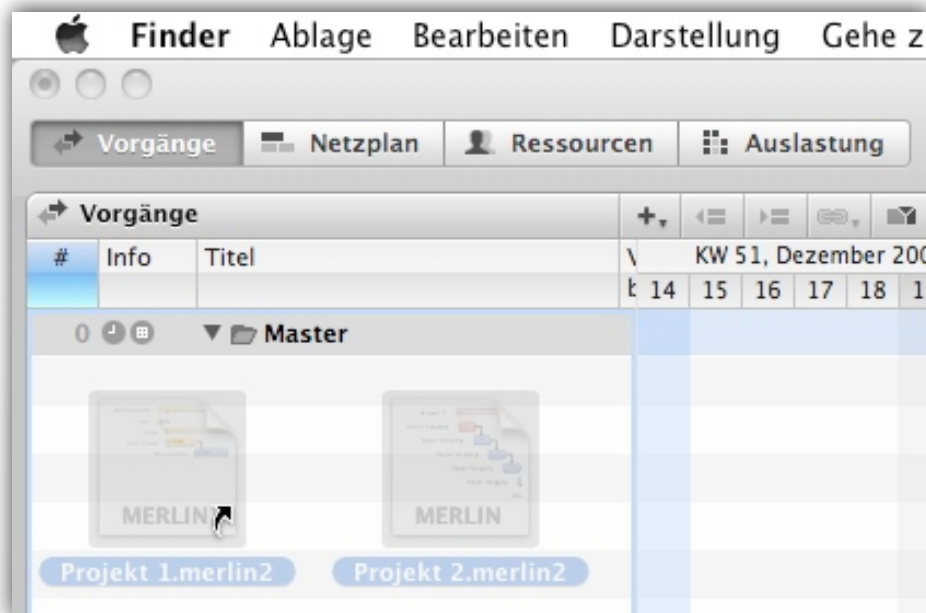 Finder Ablage Bearbeiten Darstellung Gehe z
Vorgänge Netzplan Ressourcen Auslastung
Vorgänge
# Info Titel
KW 51, Dezember 200
14 15 16 17 18 1
0 Master
MERLIN MERLIN
Projekt 1.merlin2 Projekt 2.merlin2